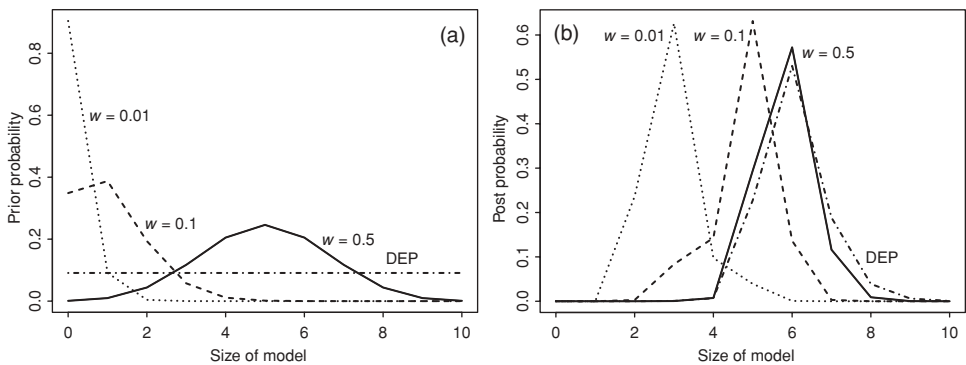 (a)
Prior probability
0.8
0.6
0.4
0.2
0.0
w = 0.01
w = 0.1
w = 0.5
DEP
0 2 4 6 8 10
Size of model
(b)
Post probability
0.6
0.5
0.4
0.3
0.2
0.1
0.0
w = 0.01 w = 0.1
w = 0.5
DEP
0 2 4 6 8 10
Size of model